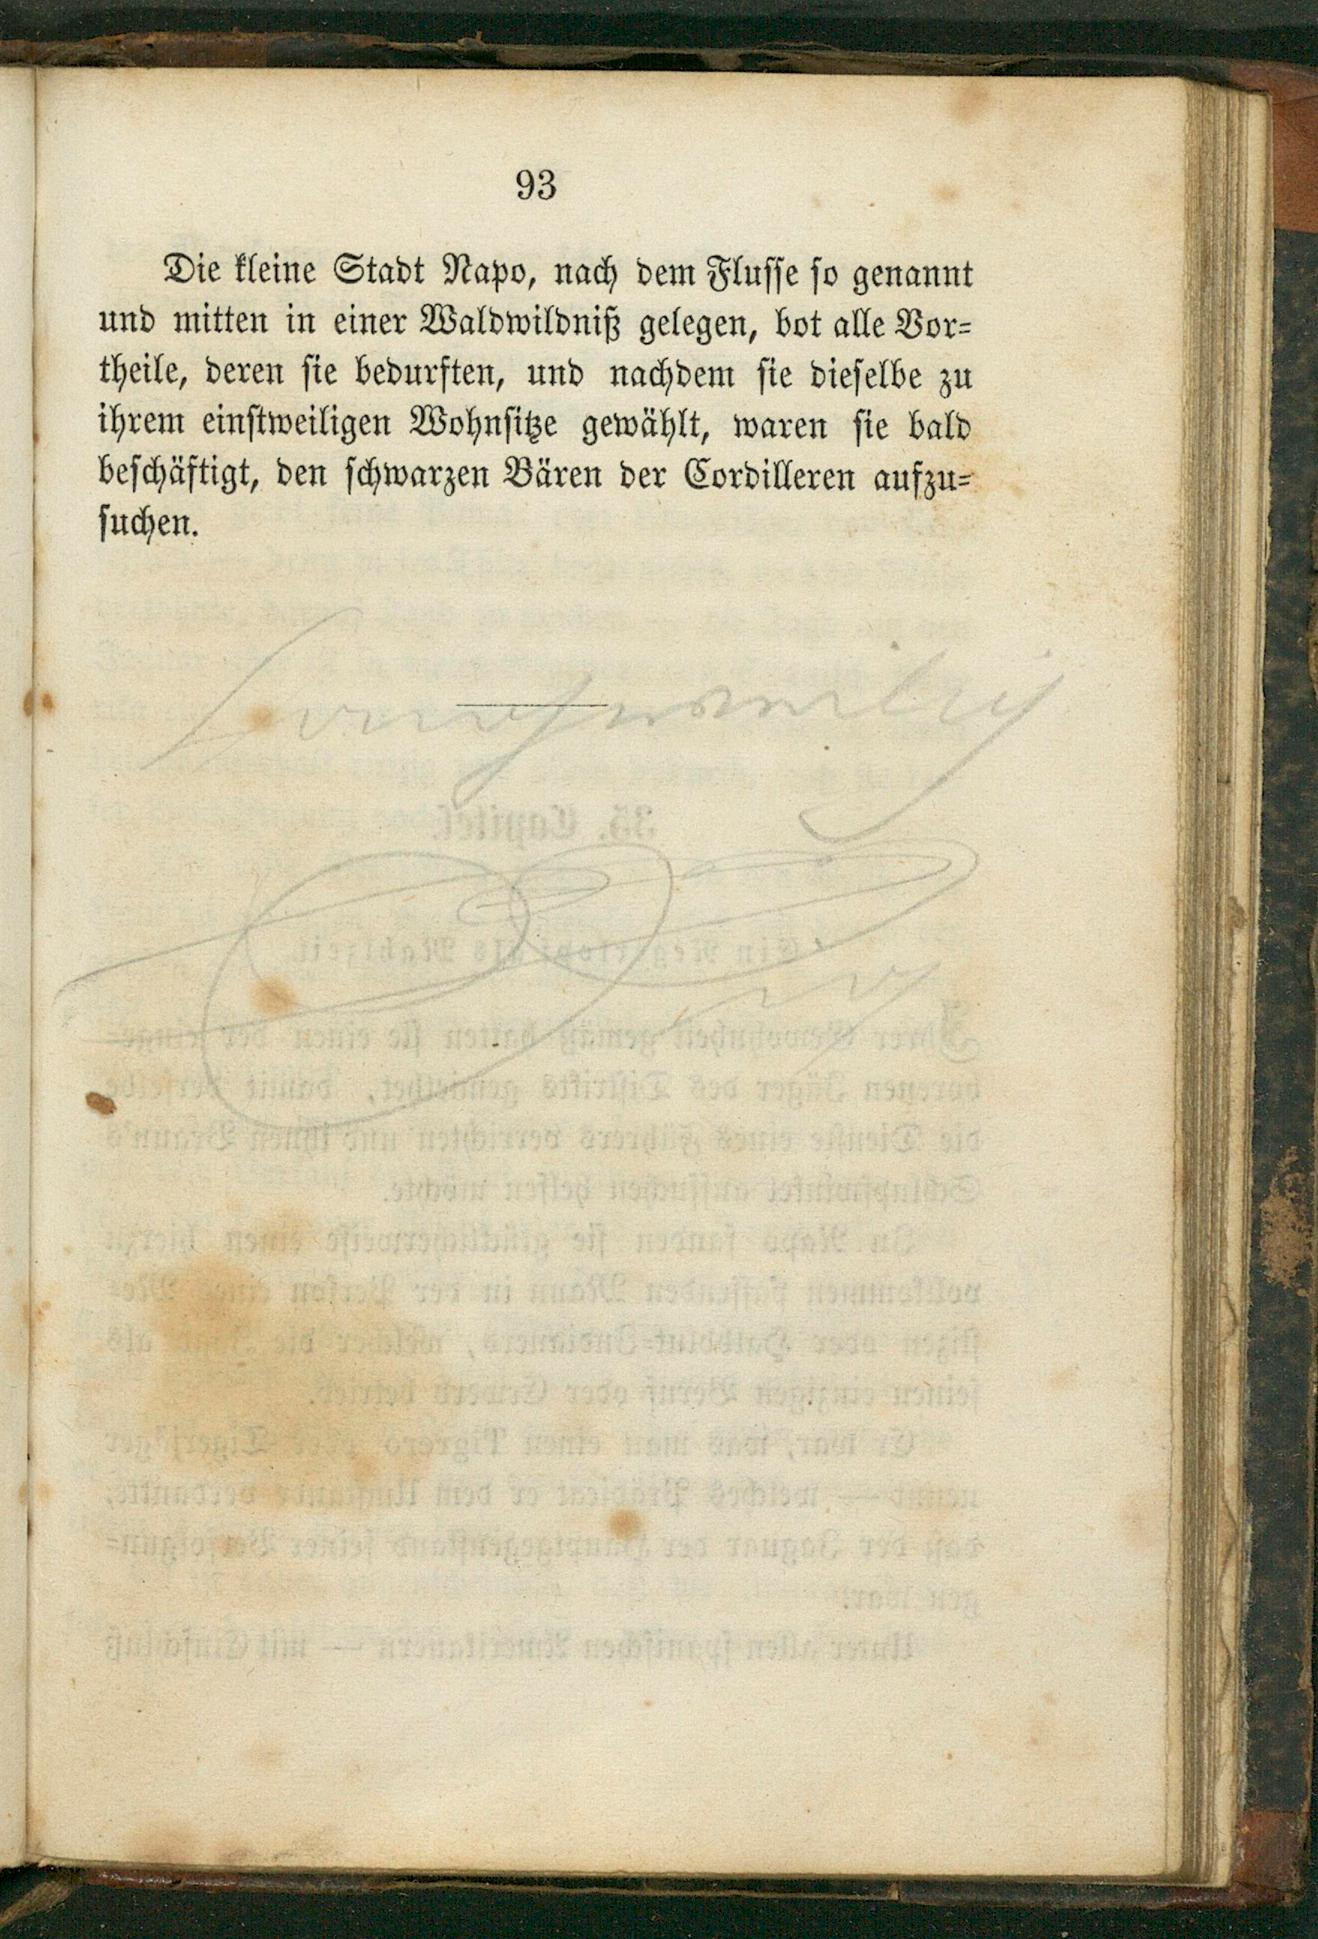 93
Die kleine Stadt Napo, nach dem Flusse so genannt
und mitten in einer Waldwildniß gelegen, bot alle Vor-
theile, deren sie bedurften, und nachdem sie dieselbe zu
ihrem einstweiligen Wohnsitze gewählt, waren sie bald
beschäftigt, den schwarzen Bären der Cordilleren aufzu-
suchen.